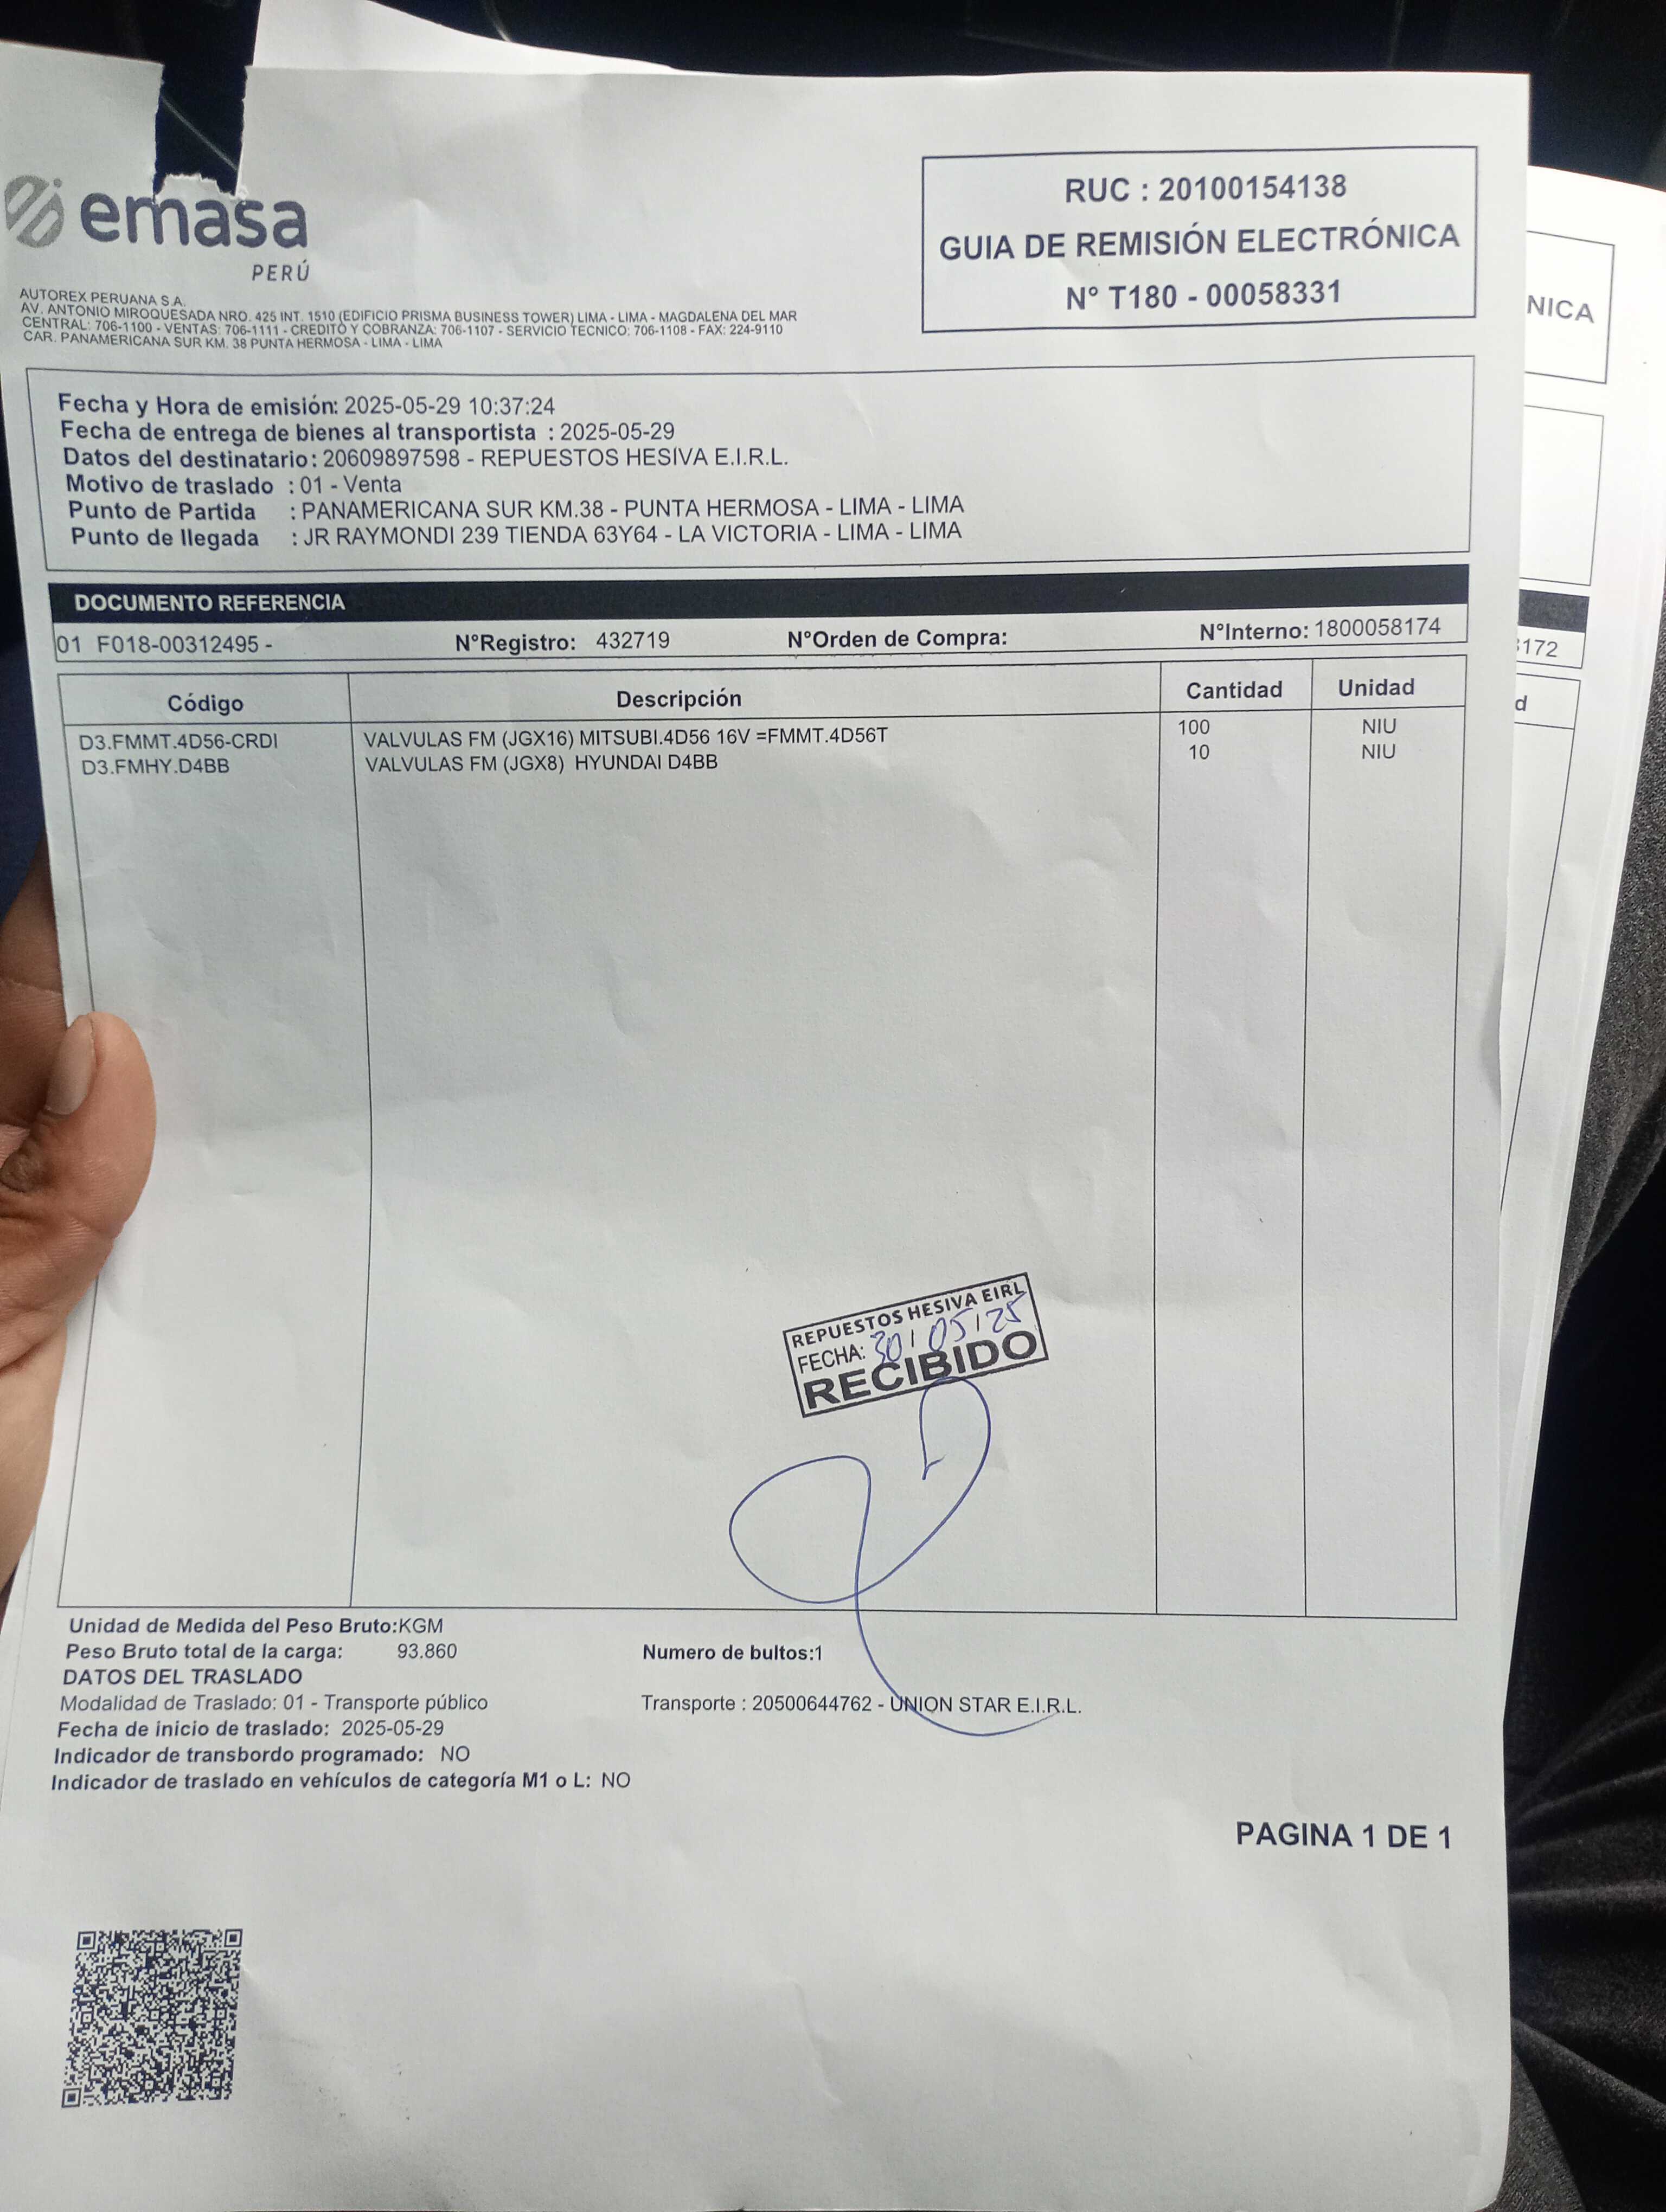 emasa
PERÚ
AUTOREX PERUANA S.A.
AV. ANTONIO MIROQUESADA NRO. 425 INT. 1510 (EDIFICIO PRISMA BUSINESS TOWER) LIMA - LIMA - MAGDALENA DEL MAR
CENTRAL: 706-1100 - VENTAS: 706-1111 - CREDITO Y COBRANZA: 706-1107 - SERVICIO TECNICO: 706-1108 - FAX: 224-9110
CAR. PANAMERICANA SUR KM. 38 PUNTA HERMOSA - LIMA - LIMA
RUC : 20100154138
GUIA DE REMISIÓN ELECTRÓNICA
N° T180 - 00058331
NICA
Fecha y Hora de emisión: 2025-05-29 10:37:24
Fecha de entrega de bienes al transportista : 2025-05-29
Datos del destinatario: 20609897598 - REPUESTOS HESIVA E.I.R.L.
Motivo de traslado : 01 - Venta
Punto de Partida : PANAMERICANA SUR KM.38 - PUNTA HERMOSA - LIMA - LIMA
Punto de llegada : JR RAYMONDI 239 TIENDA 63Y64 - LA VICTORIA - LIMA - LIMA
DOCUMENTO REFERENCIA
01 F018-00312495 - N°Registro: 432719 N°Orden de Compra: N°Interno: 1800058174
172
Código Descripción Cantidad Unidad
d
D3.FMMT.4D56-CRDI VALVULAS FM (JGX16) MITSUBI.4D56 16V =FMMT.4D56T 100 NIU
D3.FMHY.D4BB VALVULAS FM (JGX8) HYUNDAI D4BB 10 NIU
REPUESTOS HESIVA EIRL
FECHA: 30/05/25
RECIBIDO
Unidad de Medida del Peso Bruto:KGM
Peso Bruto total de la carga: 93.860 Numero de bultos:1
DATOS DEL TRASLADO
Modalidad de Traslado: 01 - Transporte público Transporte : 20500644762 - UNION STAR E.I.R.L.
Fecha de inicio de traslado: 2025-05-29
Indicador de transbordo programado: NO
Indicador de traslado en vehículos de categoría M1 o L: NO
PAGINA 1 DE 1